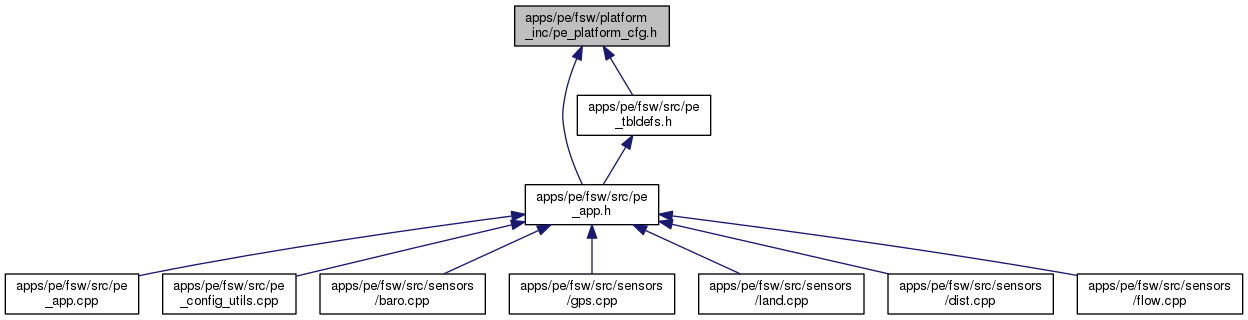 apps/pe/fsw/platform
_inc/pe_platform_cfg.h
apps/pe/fsw/src/pe
_tbldefs.h
apps/pe/fsw/src/pe
_app.h
apps/pe/fsw/src/pe
_app.cpp
apps/pe/fsw/src/pe
_config_utils.cpp
apps/pe/fsw/src/sensors
/baro.cpp
apps/pe/fsw/src/sensors
/gps.cpp
apps/pe/fsw/src/sensors
/land.cpp
apps/pe/fsw/src/sensors
/dist.cpp
apps/pe/fsw/src/sensors
/flow.cpp